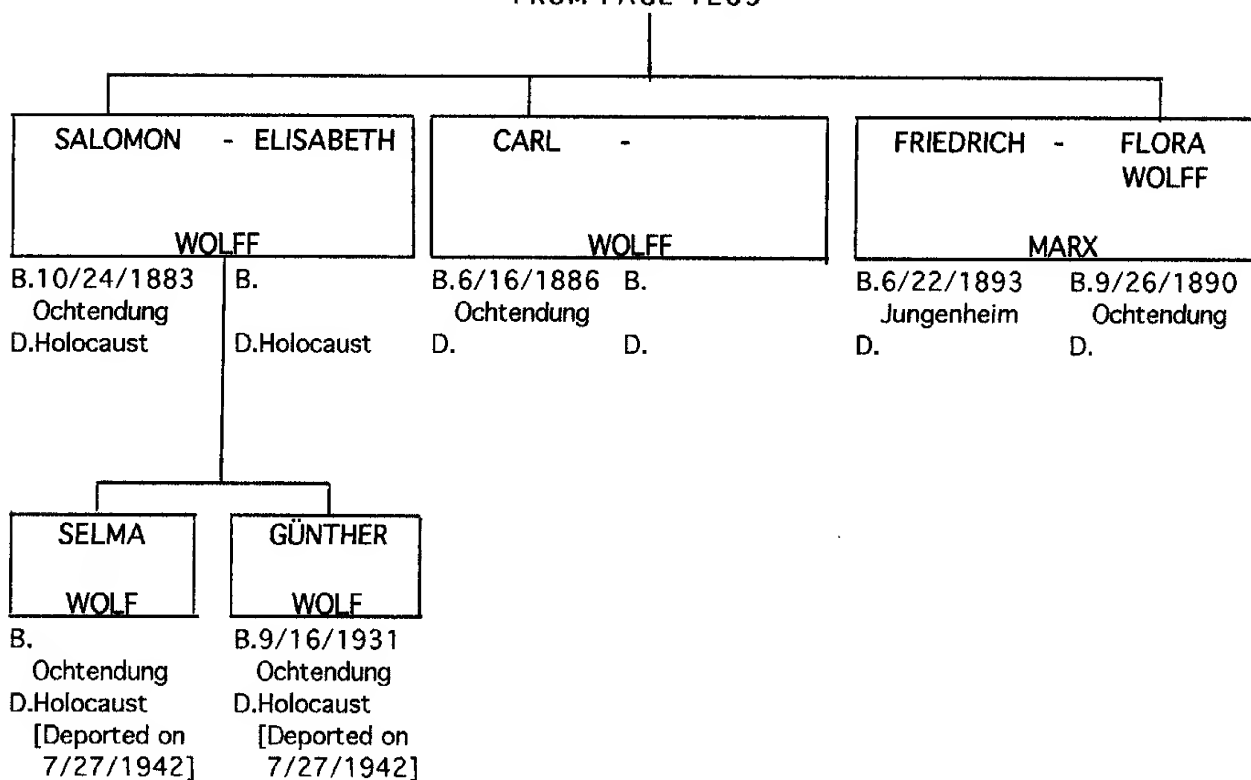 FROM PAGE
SALOMON - ELISABETH
WOLFF
B.10/24/1883 B.
Ochtendung
D.Holocaust D.Holocaust
CARL -
WOLFF
B.6/16/1886 B.
Ochtendung
D. D.
FRIEDRICH - FLORA
WOLFF
MARX
B.6/22/1893 B.9/26/1890
Jungenheim Ochtendung
D. D.
SELMA
WOLF
B.
Ochtendung
D.Holocaust
[Deported on
7/27/1942]
GÜNTHER
WOLF
B.9/16/1931
Ochtendung
D.Holocaust
[Deported on
7/27/1942]